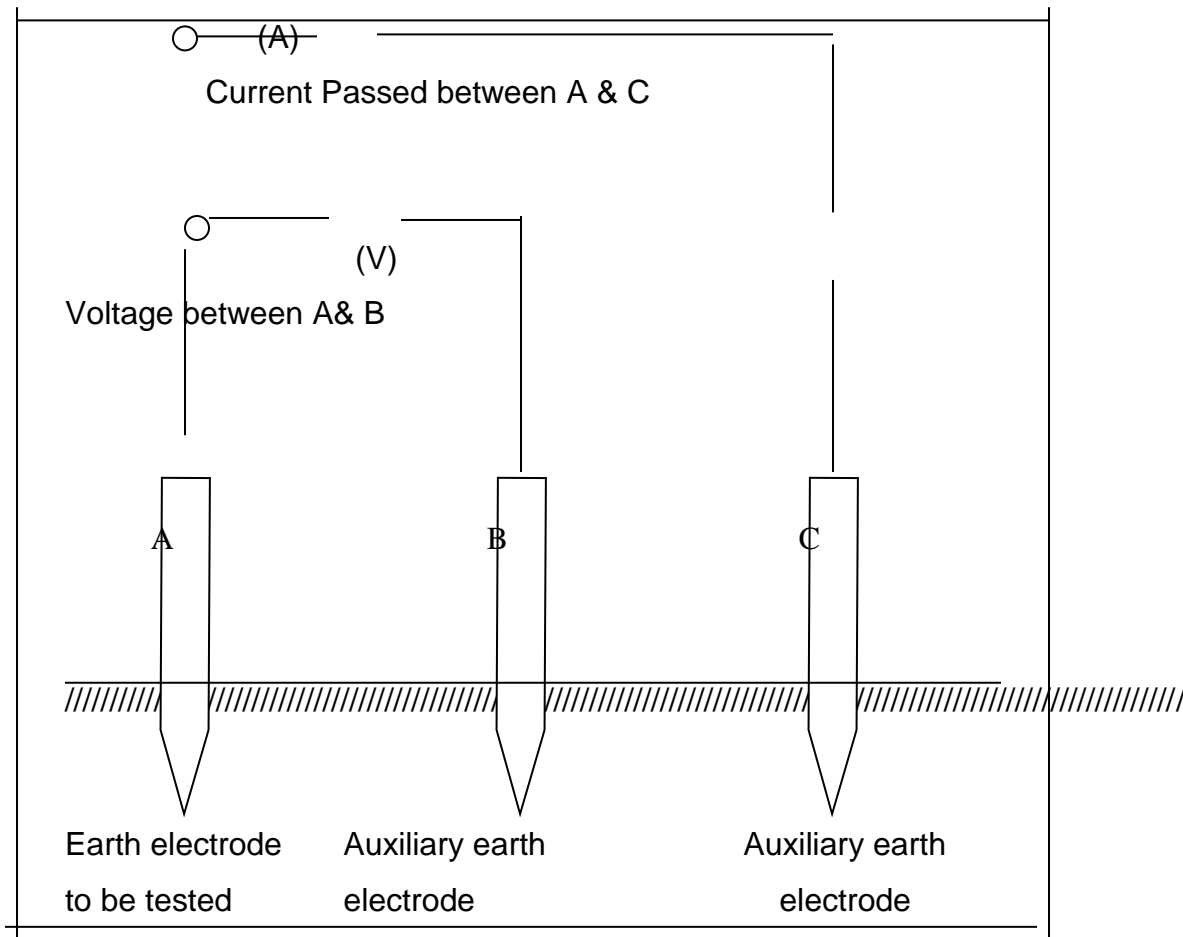 (A)
Current Passed between A & C
(V)
Voltage between A& B
A B C
//////////////////////////////////////////////////////////////////////////////////////////////////////////////
Earth electrode Auxiliary earth Auxiliary earth
to be tested electrode electrode